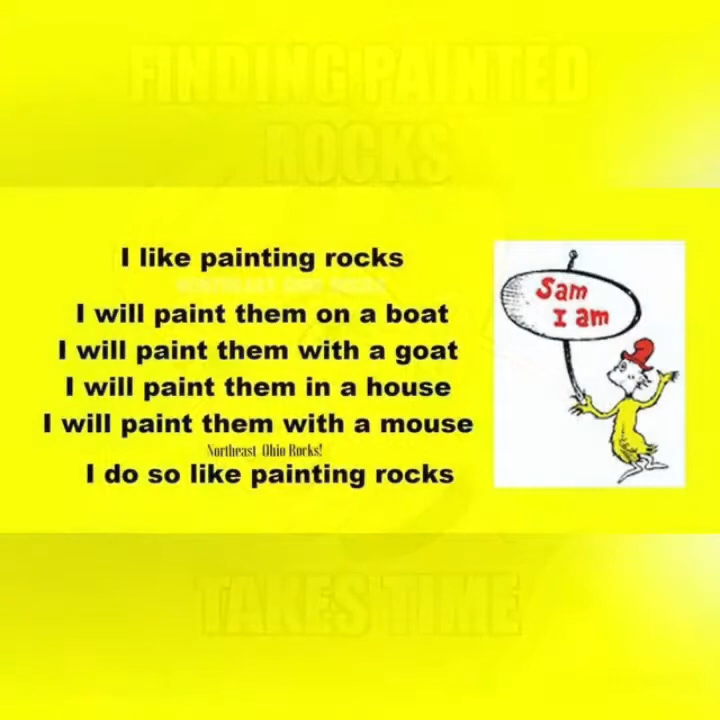 FINDING PAINTED
ROCKS
I like painting rocks
I will paint them on a boat
I will paint them with a goat
I will paint them in a house
I will paint them with a mouse
Northeast Ohio Rocks!
I do so like painting rocks
Sam
I am
TAKES TIME